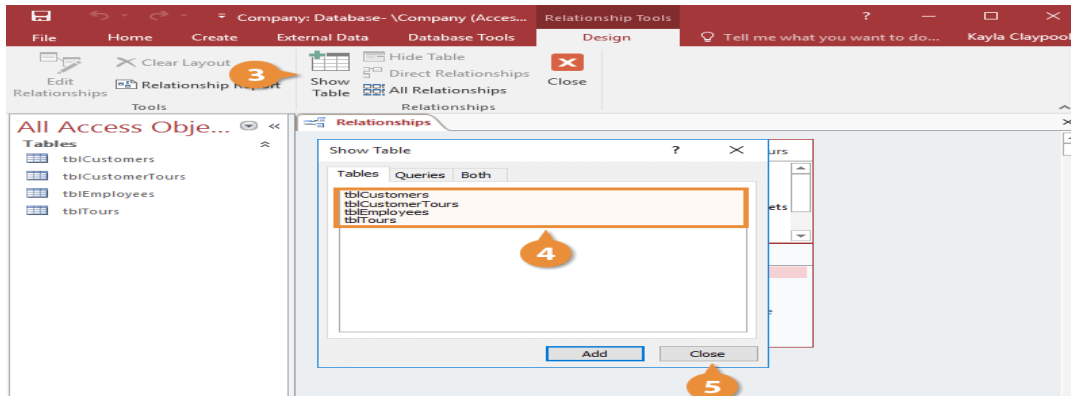 Company: Database- \Company (Acces... Relationship Tools ?
File Home Create External Data Database Tools Design Tell me what you want to do... Kayla Claypool
Edit Relationships
Clear Layout
Relationship
Tools
3
Show Table
Hide Table
Direct Relationships
All Relationships
Relationships
Close
All Access Obje... «
Tables
tblCustomers
tblCustomerTours
tblEmployees
tblTours
Relationships
Show Table ?
Tables Queries Both
tblCustomers
tblCustomerTours
tblEmployees
tblTours
4
Add Close
5